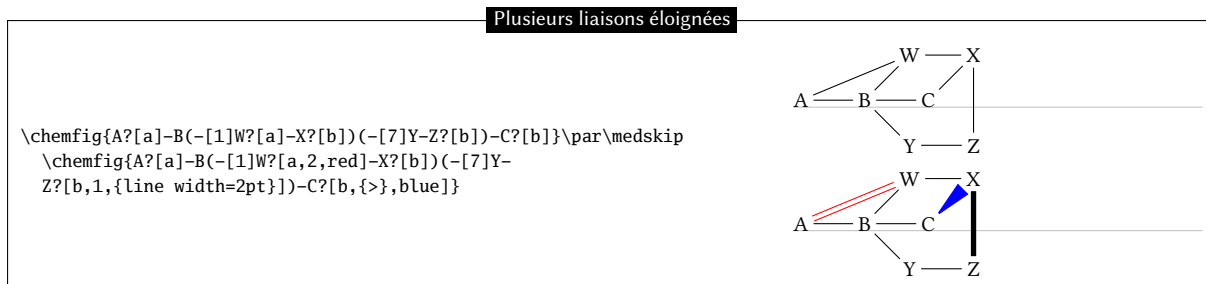 Plusieurs liaisons éloignées
\chemfig{A?[a]-B(-[1]W?[a]-X?[b])(-[7]Y-Z?[b])-C?[b]}\par\medskip
\chemfig{A?[a]-B(-[1]W?[a,2,red]-X?[b])(-[7]Y-
Z?[b,1,{line width=2pt}])-C?[b,{>},blue]}
W X
A B C
Y Z
W X
A B C
Y Z